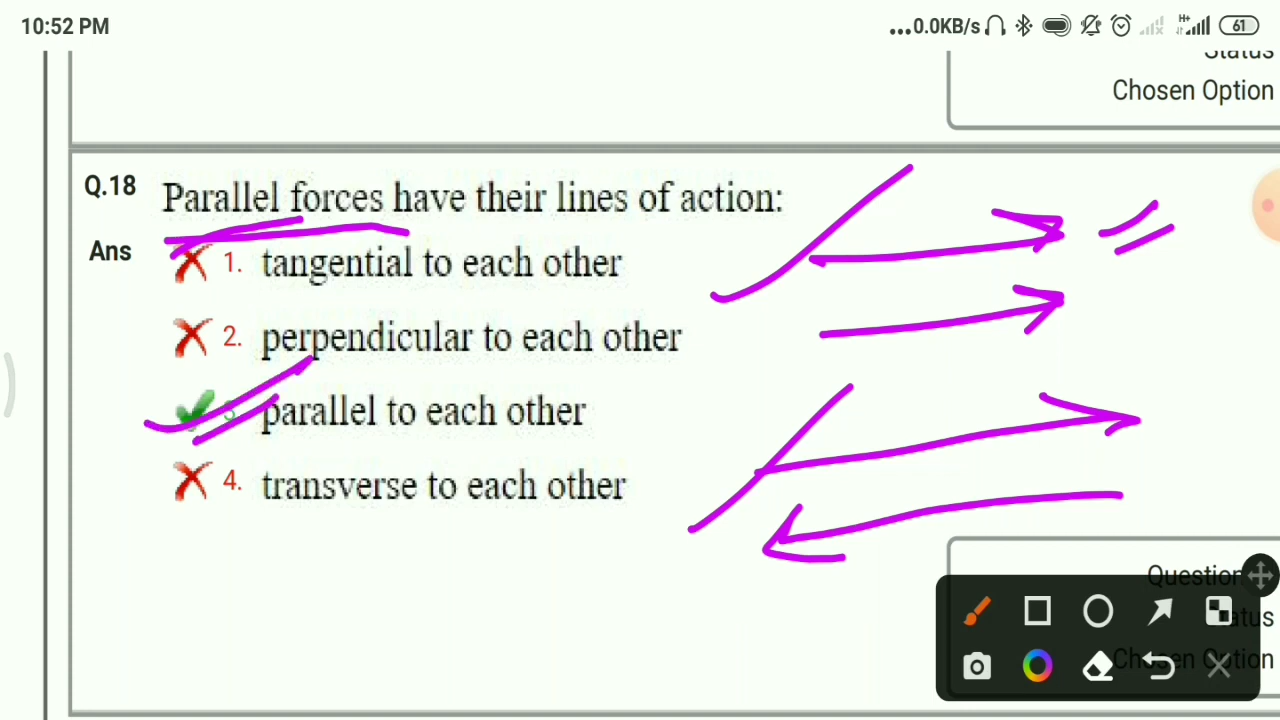 10:52 PM
...0.0KB/s
H+
61
Status
Chosen Option
Q.18 Parallel forces have their lines of action:
Ans
1. tangential to each other
2. perpendicular to each other
3. parallel to each other
4. transverse to each other
Question
Status
Chosen Option